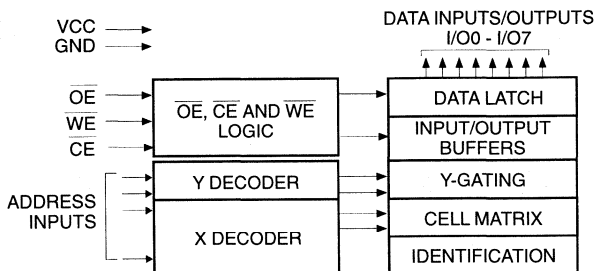 DATA INPUTS/OUTPUTS
I/O0 - I/O7
VCC
GND
OE
WE
CE
OE, CE AND WE
LOGIC
DATA LATCH
INPUT/OUTPUT
BUFFERS
ADDRESS
INPUTS
Y DECODER
Y-GATING
X DECODER
CELL MATRIX
IDENTIFICATION